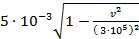 5 · 10⁻³√(1 − v²/(3·10⁵)²)